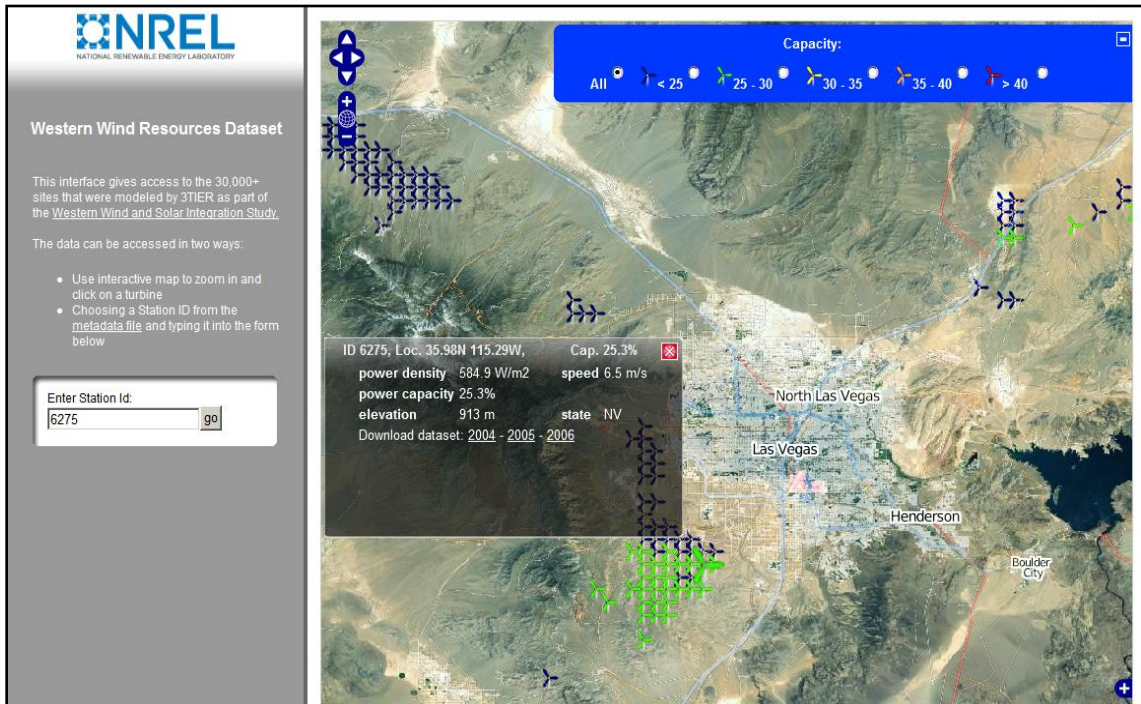 NREL
NATIONAL RENEWABLE ENERGY LABORATORY
Western Wind Resources Dataset
This interface gives access to the 30,000+
sites that were modeled by 3TIER as part of
the Western Wind and Solar Integration Study.
The data can be accessed in two ways:
Use interactive map to zoom in and
click on a turbine
Choosing a Station ID from the
metadata file and typing it into the form
below
Enter Station Id:
6275 go
Capacity:
All < 25 25 - 30 30 - 35 35 - 40 > 40
ID 6275, Loc. 35.98N 115.29W, Cap. 25.3%
power density 584.9 W/m2 speed 6.5 m/s
power capacity 25.3%
elevation 913 m state NV
Download dataset: 2004 - 2005 - 2006
North Las Vegas
Las Vegas
Henderson
Boulder
City